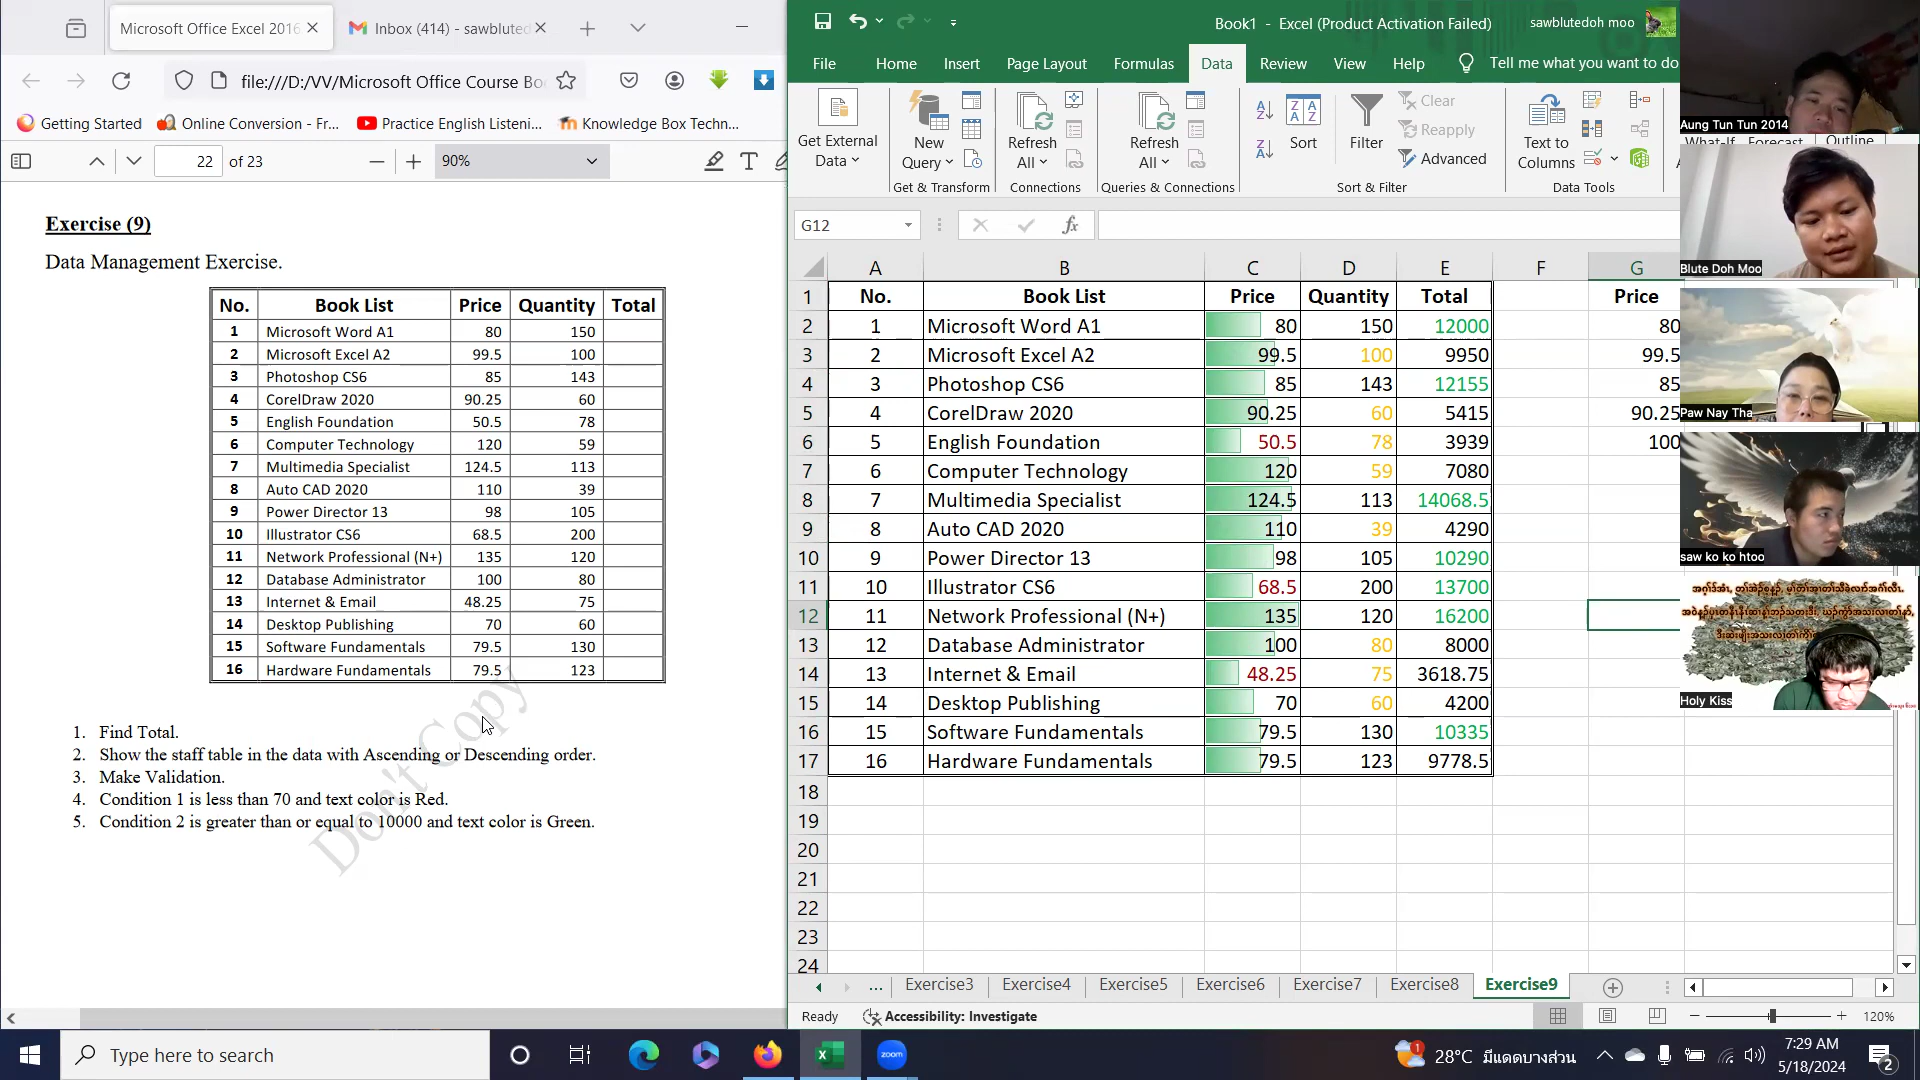 Microsoft Office Excel 2016
Inbox (414) - sawbluted
file:///D:/VV/Microsoft Office Course Bo
Getting Started
Online Conversion - Fr...
Practice English Listeni...
Knowledge Box Techn...
22 of 23
90%
Exercise (9)
Data Management Exercise.
No. Book List Price Quantity Total
1 Microsoft Word A1 80 150
2 Microsoft Excel A2 99.5 100
3 Photoshop CS6 85 143
4 CorelDraw 2020 90.25 60
5 English Foundation 50.5 78
6 Computer Technology 120 59
7 Multimedia Specialist 124.5 113
8 Auto CAD 2020 110 39
9 Power Director 13 98 105
10 Illustrator CS6 68.5 200
11 Network Professional (N+) 135 120
12 Database Administrator 100 80
13 Internet & Email 48.25 75
14 Desktop Publishing 70 60
15 Software Fundamentals 79.5 130
16 Hardware Fundamentals 79.5 123
1. Find Total.
2. Show the staff table in the data with Ascending or Descending order.
3. Make Validation.
4. Condition 1 is less than 70 and text color is Red.
5. Condition 2 is greater than or equal to 10000 and text color is Green.
Don't Copy
Book1 - Excel (Product Activation Failed)
sawblutedoh moo
File Home Insert Page Layout Formulas Data Review View Help Tell me what you want to do
Get External Data
New Query
Get & Transform
Refresh All
Connections
Refresh All
Queries & Connections
Sort
Filter
Clear
Reapply
Advanced
Sort & Filter
Text to Columns
Data Tools
What-If Forecast Outline
G12
fx
A B C D E F G
1 No. Book List Price Quantity Total Price
2 1 Microsoft Word A1 80 150 12000 80
3 2 Microsoft Excel A2 99.5 100 9950 99.5
4 3 Photoshop CS6 85 143 12155 85
5 4 CorelDraw 2020 90.25 60 5415 90.25
6 5 English Foundation 50.5 78 3939 100
7 6 Computer Technology 120 59 7080
8 7 Multimedia Specialist 124.5 113 14068.5
9 8 Auto CAD 2020 110 39 4290
10 9 Power Director 13 98 105 10290
11 10 Illustrator CS6 68.5 200 13700
12 11 Network Professional (N+) 135 120 16200
13 12 Database Administrator 100 80 8000
14 13 Internet & Email 48.25 75 3618.75
15 14 Desktop Publishing 70 60 4200
16 15 Software Fundamentals 79.5 130 10335
17 16 Hardware Fundamentals 79.5 123 9778.5
18
19
20
21
22
23
24
... Exercise3 Exercise4 Exercise5 Exercise6 Exercise7 Exercise8 Exercise9
Ready
Accessibility: Investigate
120%
Aung Tun Tun 2014
Blute Doh Moo
Paw Nay Tha
saw ko ko htoo
Holy Kiss
Type here to search
zoom
1
28°C มีแดดบางส่วน
7:29 AM
5/18/2024
2